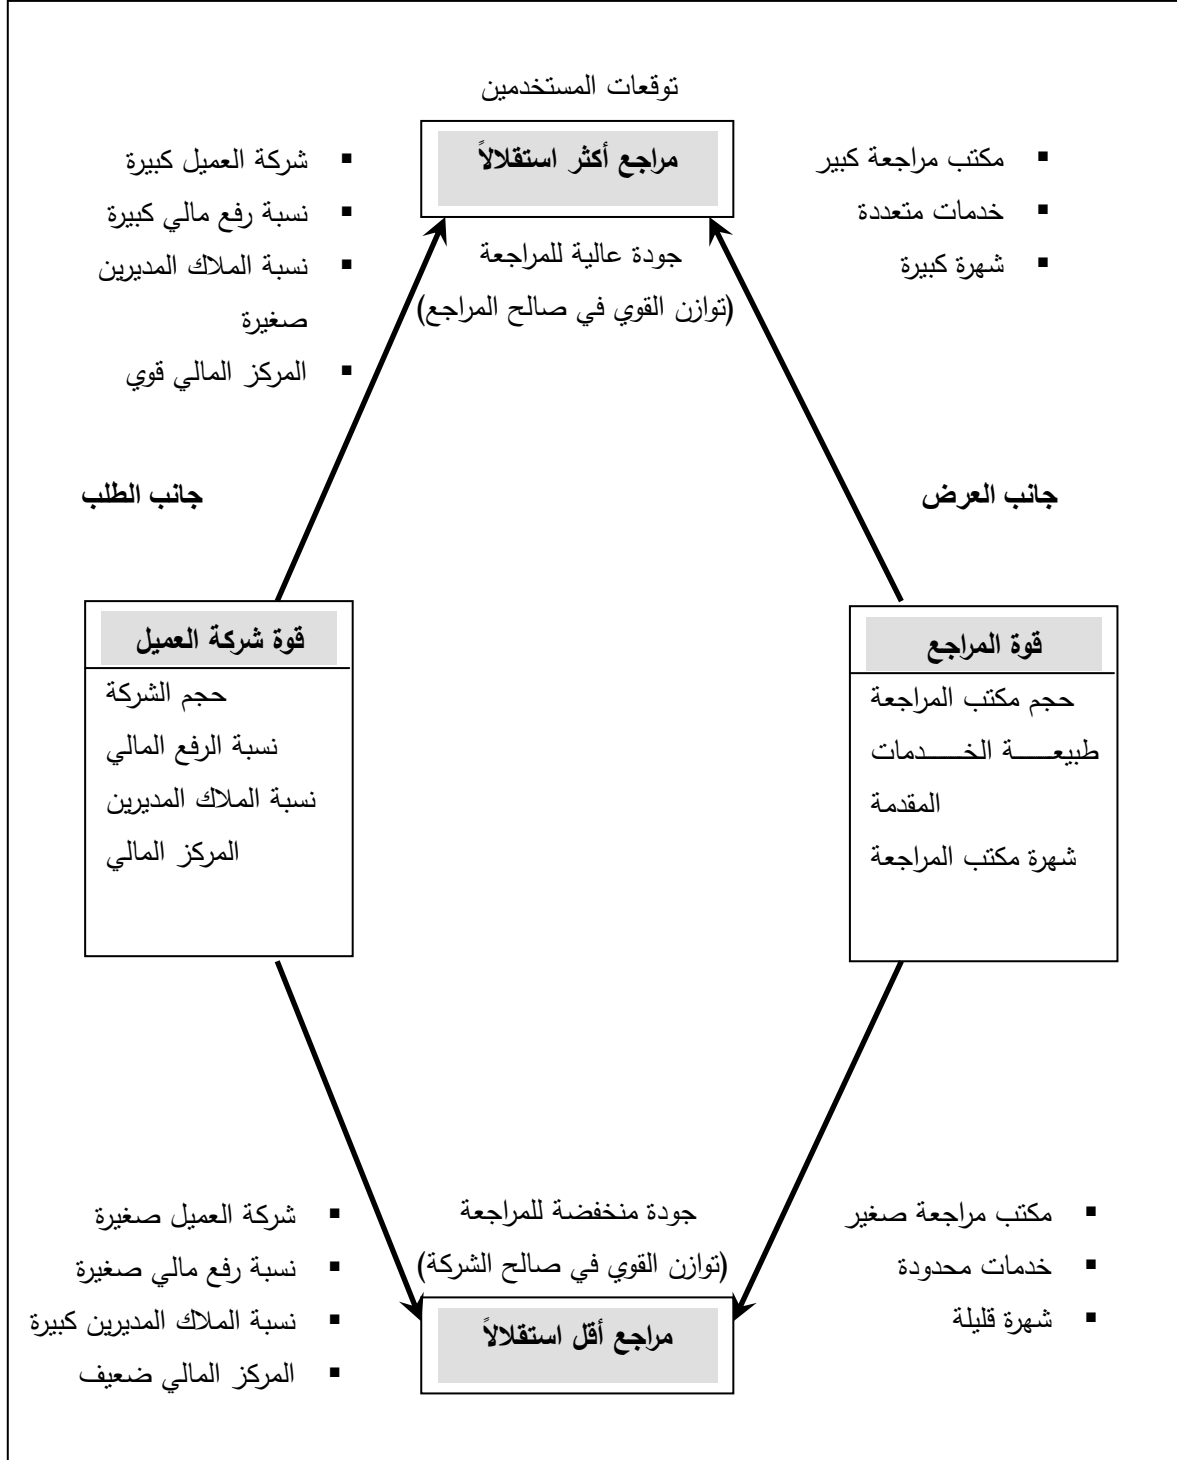 توقعات المستخدمين
مراجع أكثر استقلالاً
جودة عالية للمراجعة
(توازن القوي في صالح المراجع)
▪ مكتب مراجعة كبير
▪ خدمات متعددة
▪ شهرة كبيرة
▪ شركة العميل كبيرة
▪ نسبة رفع مالي كبيرة
▪ نسبة الملاك المديرين
صغيرة
▪ المركز المالي قوي
جانب العرض
جانب الطلب
قوة المراجع
حجم مكتب المراجعة
طبيعـــــة الخـــــدمات
المقدمة
شهرة مكتب المراجعة
قوة شركة العميل
حجم الشركة
نسبة الرفع المالي
نسبة الملاك المديرين
المركز المالي
▪ مكتب مراجعة صغير
▪ خدمات محدودة
▪ شهرة قليلة
جودة منخفضة للمراجعة
(توازن القوي في صالح الشركة)
مراجع أقل استقلالاً
▪ شركة العميل صغيرة
▪ نسبة رفع مالي صغيرة
▪ نسبة الملاك المديرين كبيرة
▪ المركز المالي ضعيف